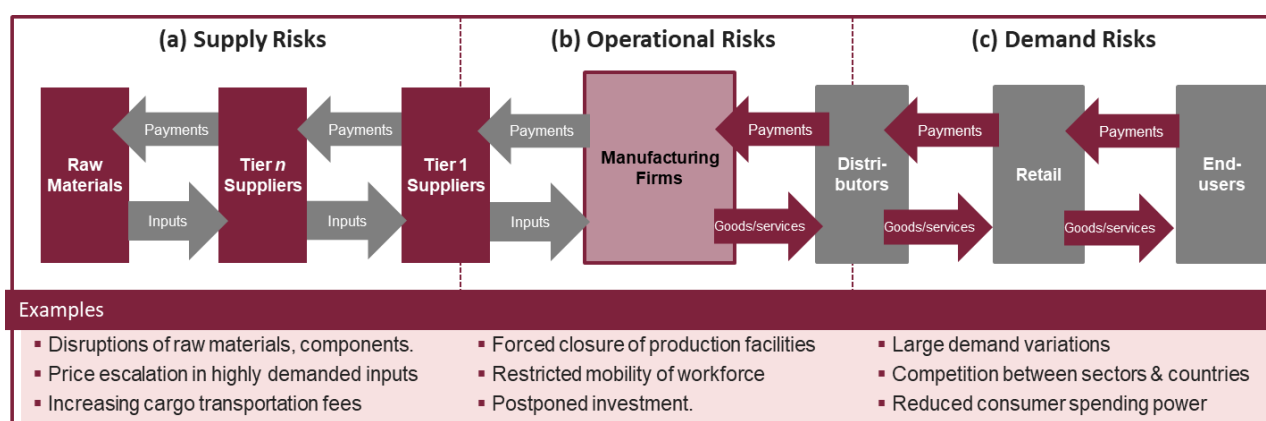 (a) Supply Risks
(b) Operational Risks
(c) Demand Risks
Payments
Payments
Payments
Payments
Payments
Payments
Raw
Materials
Tier n
Suppliers
Tier 1
Suppliers
Manufacturing
Firms
Distri-
butors
Retail
End-
users
Inputs
Inputs
Inputs
Goods/services
Goods/services
Goods/services
Examples
▪ Disruptions of raw materials, components.
▪ Price escalation in highly demanded inputs
▪ Increasing cargo transportation fees
▪ Forced closure of production facilities
▪ Restricted mobility of workforce
▪ Postponed investment.
▪ Large demand variations
▪ Competition between sectors & countries
▪ Reduced consumer spending power